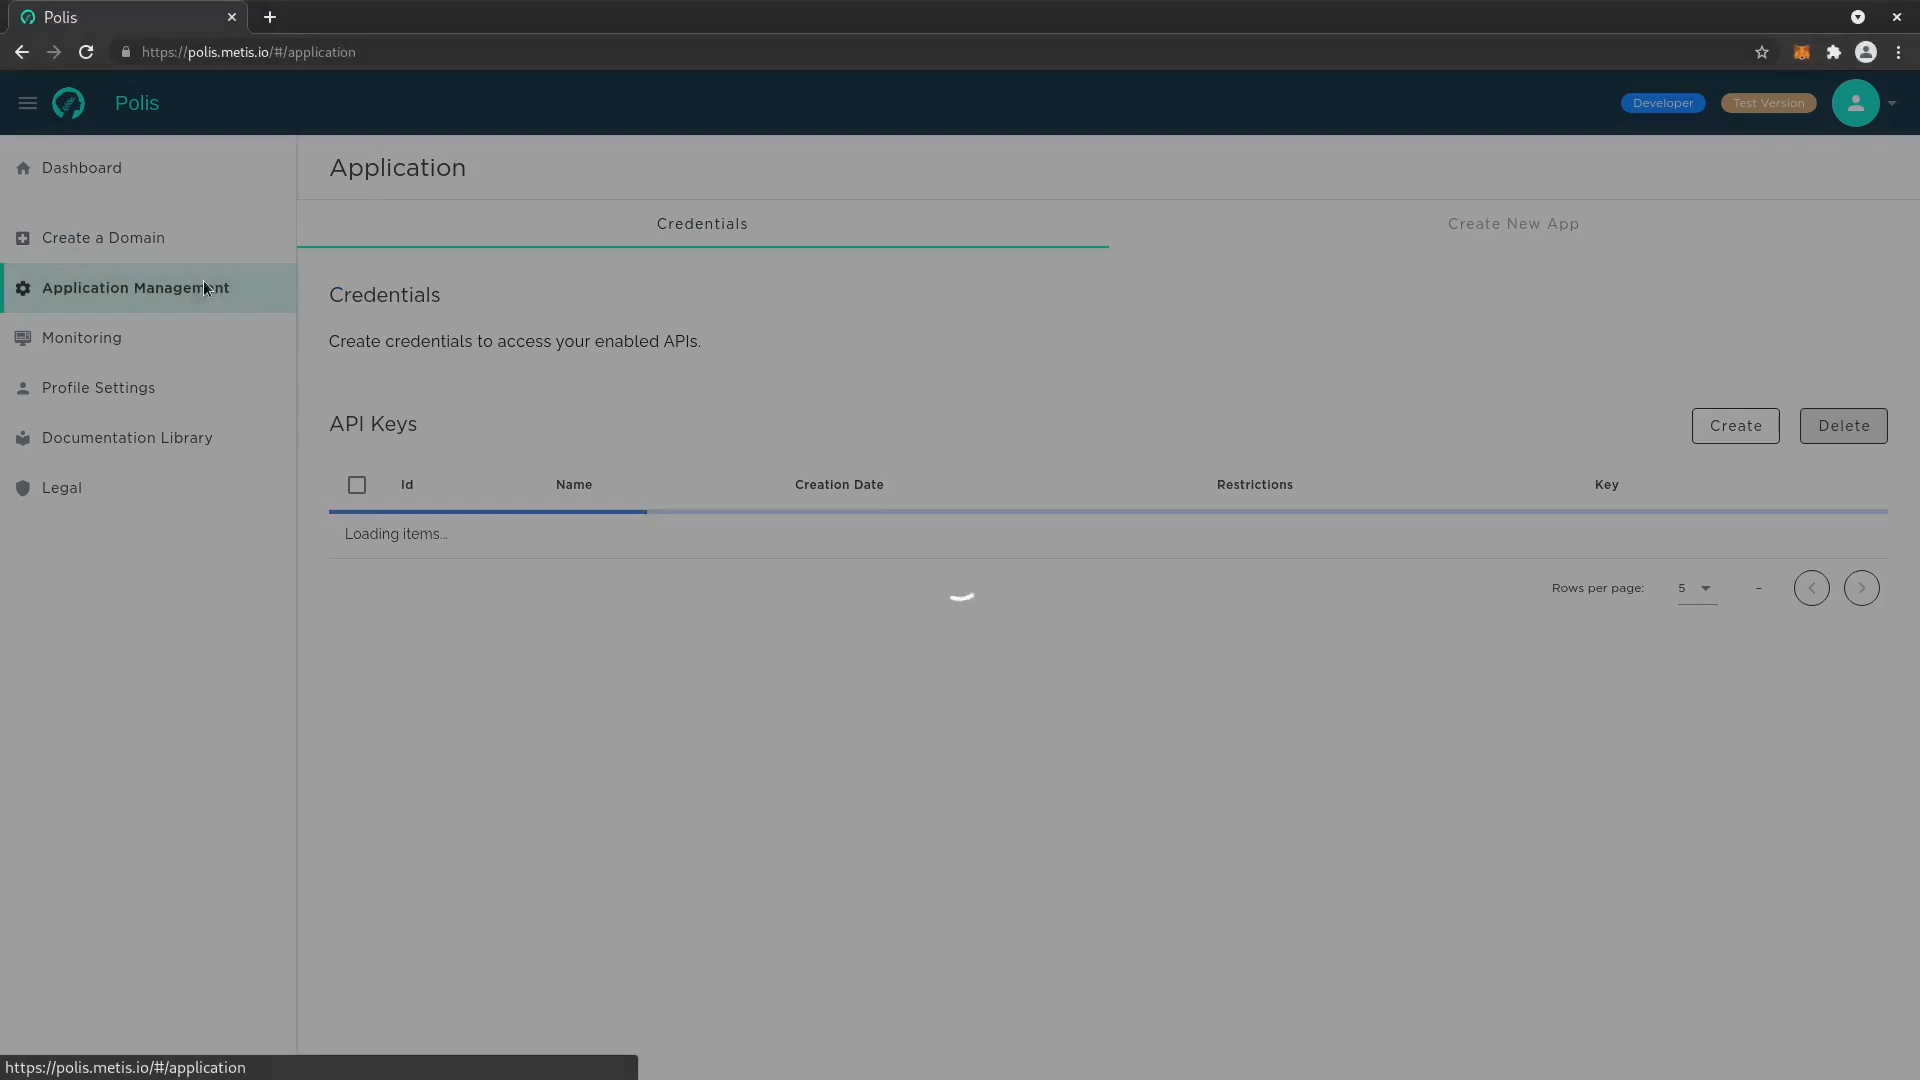 Polis
https://polis.metis.io/#/application
Polis
Developer
Test Version
Dashboard
Create a Domain
Application Management
Monitoring
Profile Settings
Documentation Library
Legal
Application
Credentials
Create New App
Credentials
Create credentials to access your enabled APIs.
API Keys
Create
Delete
Id
Name
Creation Date
Restrictions
Key
Loading items...
Rows per page:
5
–
https://polis.metis.io/#/application